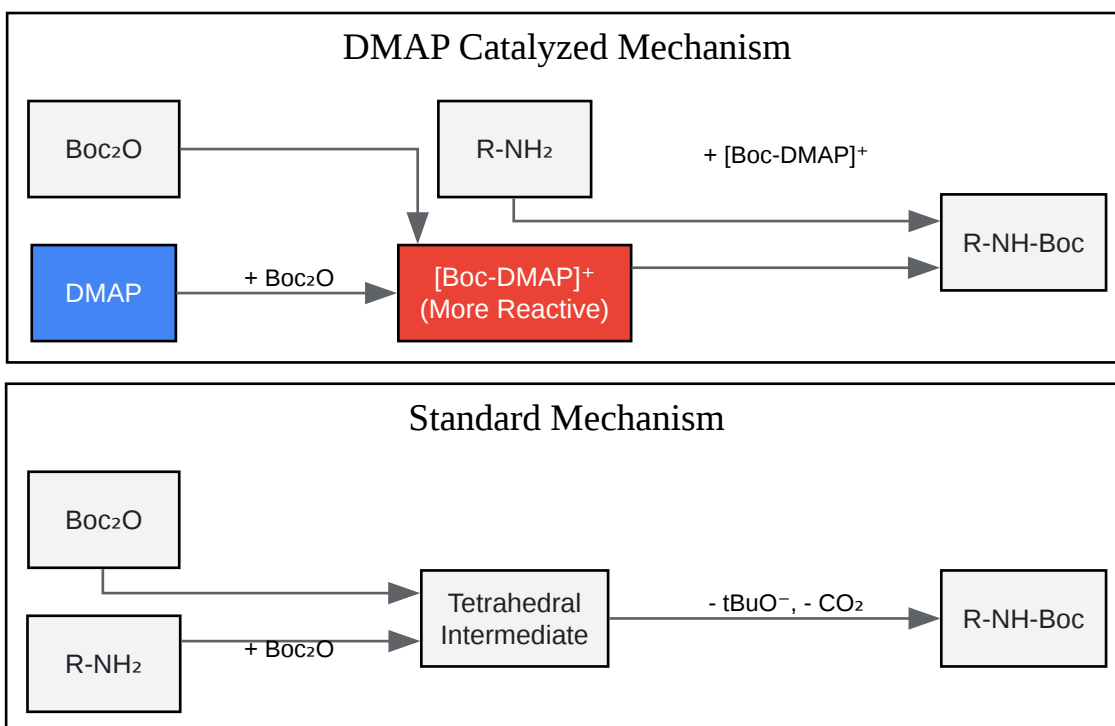 DMAP Catalyzed Mechanism
Boc₂O
R-NH₂
+ [Boc-DMAP]⁺
R-NH-Boc
DMAP
+ Boc₂O
[Boc-DMAP]⁺
(More Reactive)
Standard Mechanism
Boc₂O
R-NH₂
+ Boc₂O
Tetrahedral
Intermediate
- tBuO⁻, - CO₂
R-NH-Boc